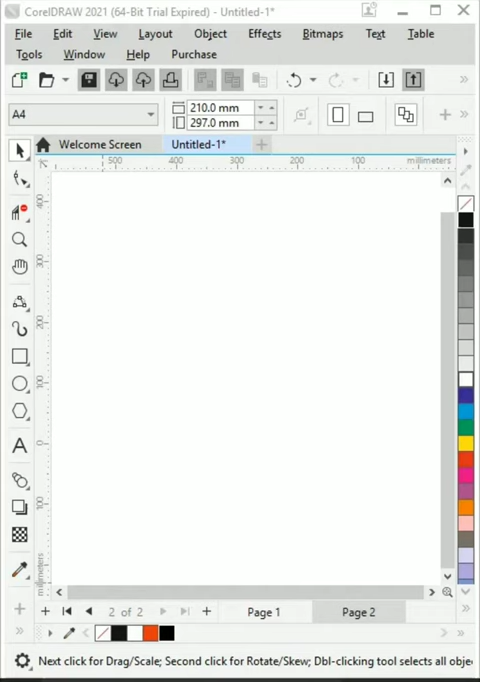 CorelDRAW 2021 (64-Bit Trial Expired) - Untitled-1*
File Edit View Layout Object Effects Bitmaps Text Table
Tools Window Help Purchase
A4
210.0 mm
297.0 mm
Welcome Screen Untitled-1*
500 400 300 200 100 millimeters
400
300
200
100
0
100
millimeters
2 of 2 Page 1 Page 2
Next click for Drag/Scale; Second click for Rotate/Skew; Dbl-clicking tool selects all obje